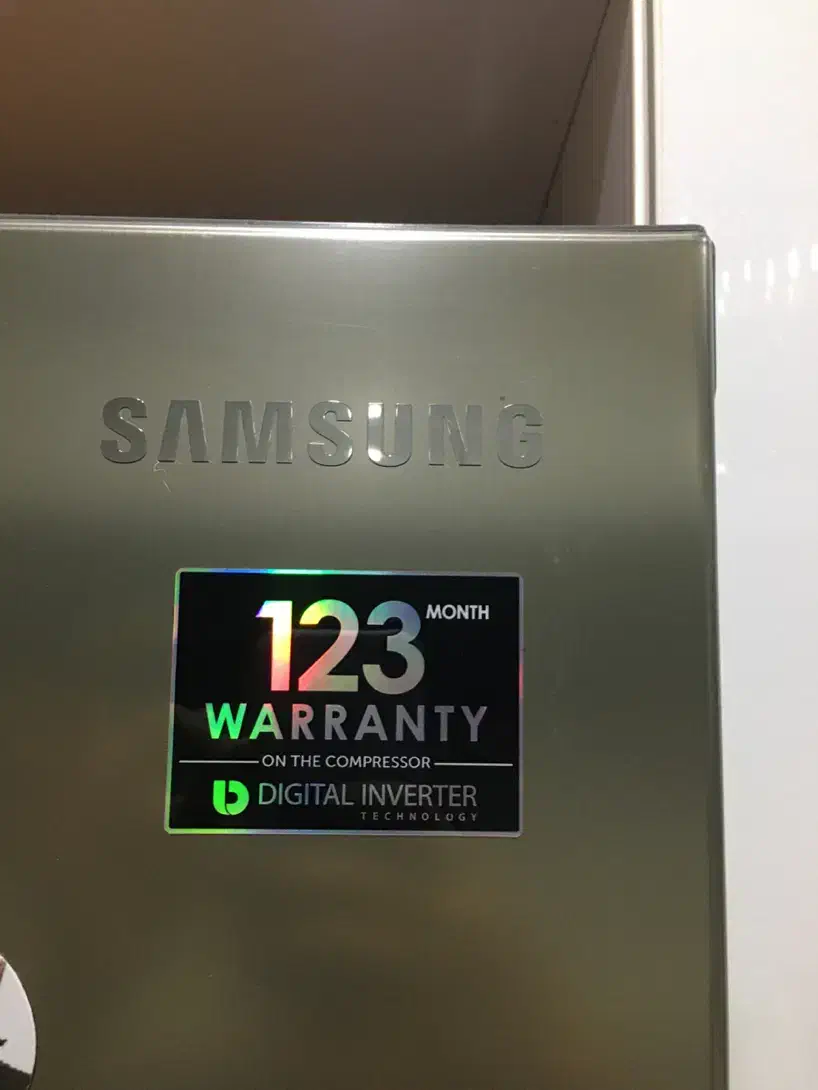 SAMSUNG
123 MONTH
WARRANTY
ON THE COMPRESSOR
DIGITAL INVERTER
TECHNOLOGY